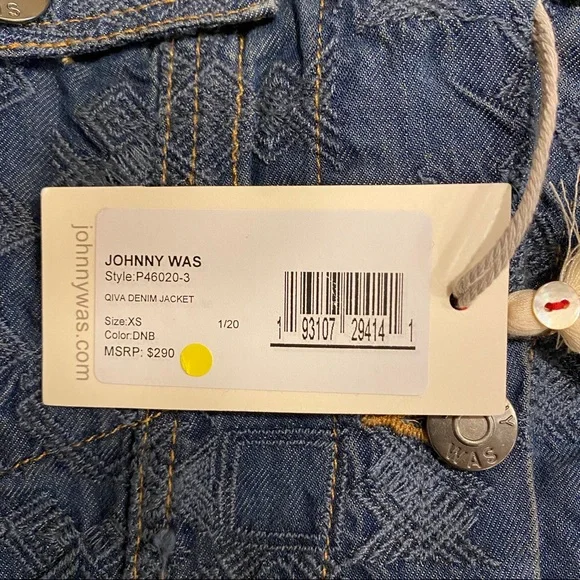 AS
johnnywas.com
JOHNNY WAS
Style:P46020-3
QIVA DENIM JACKET
Size:XS 1/20
Color:DNB
MSRP: $290
1 93107 29414 1
Y WAS